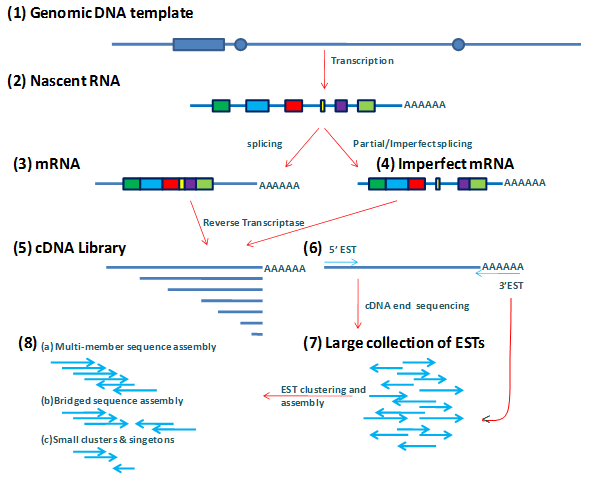 (1) Genomic DNA template
Transcription
(2) Nascent RNA
AAAAAA
splicing
Partial/Imperfectsplicing
(3) mRNA
(4) Imperfect mRNA
AAAAAA
AAAAAA
Reverse Transcriptase
(5) cDNA Library
(6) 5’ EST
AAAAAA
AAAAAA
3’EST
cDNA end sequencing
(8) (a) Multi-member sequence assembly
(7) Large collection of ESTs
EST clustering and
assembly
(b)Bridged sequence assembly
(c)Small clusters & singetons